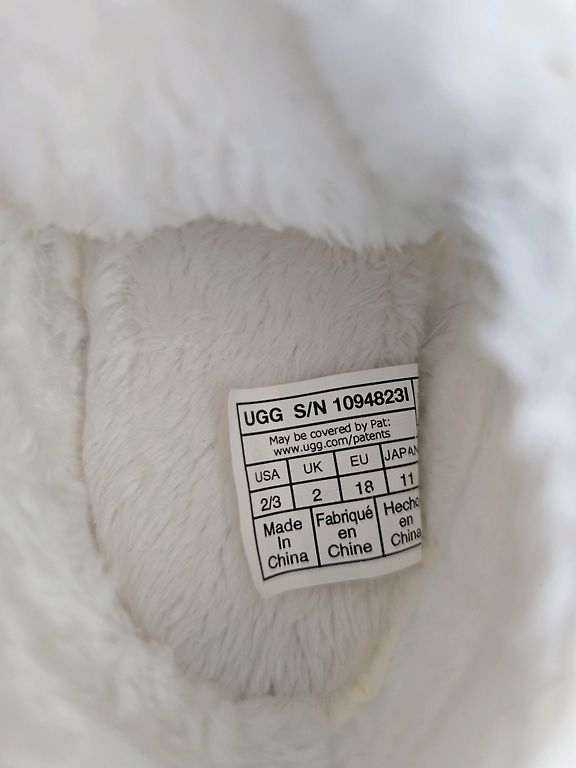 UGG S/N 1094823I
May be covered by Pat:
www.ugg.com/patents
USA UK EU JAPAN
2/3 2 18 11
Made Fabriqué Hecho
In en en
China Chine China